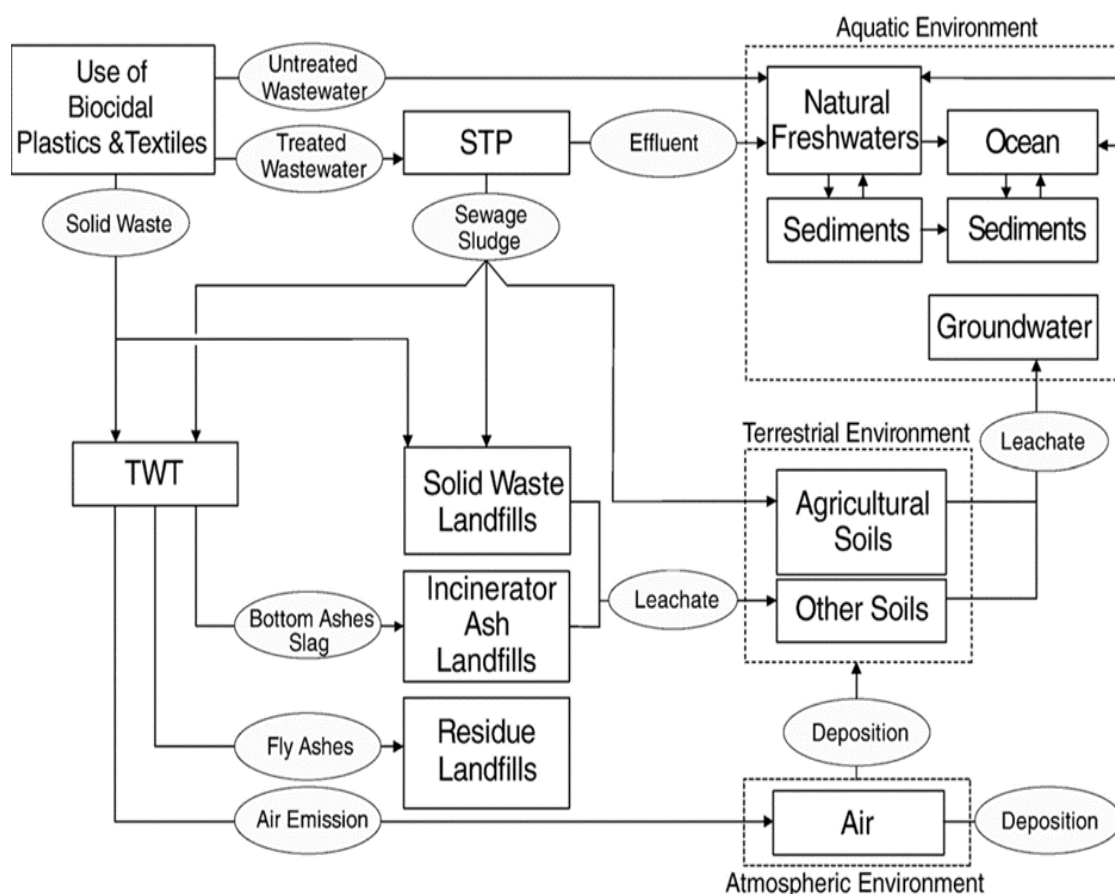 Aquatic Environment
Use of
Biocidal
Plastics &Textiles
Untreated
Wastewater
Treated
Wastewater
STP
Effluent
Natural
Freshwaters
Ocean
Solid Waste
Sewage
Sludge
Sediments
Sediments
Groundwater
TWT
Solid Waste
Landfills
Terrestrial Environment
Leachate
Agricultural
Soils
Bottom Ashes
Slag
Incinerator
Ash
Landfills
Leachate
Other Soils
Fly Ashes
Residue
Landfills
Deposition
Air Emission
Air
Deposition
Atmospheric Environment